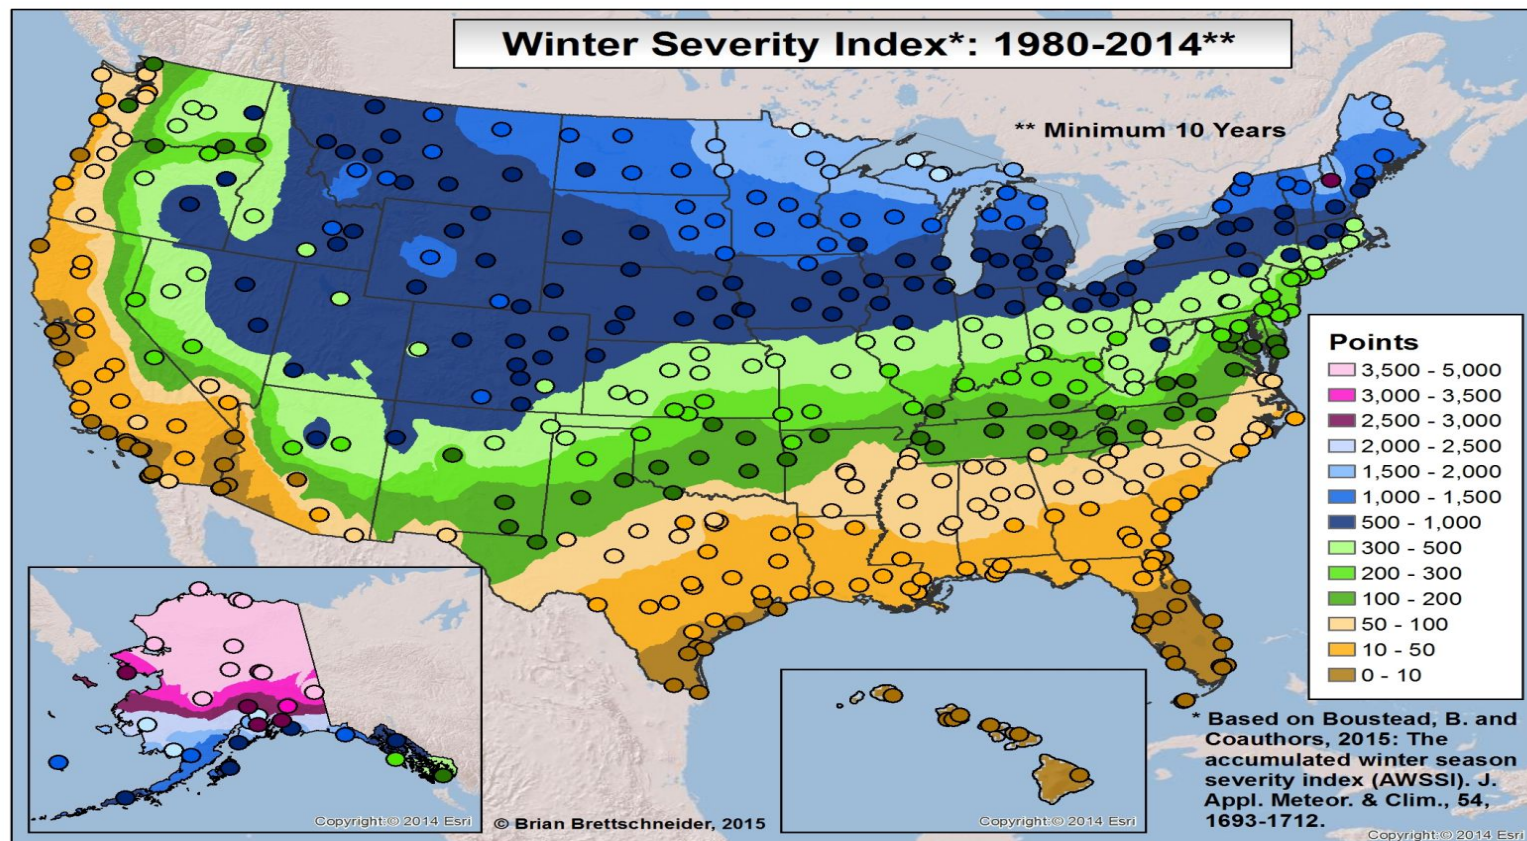 Winter Severity Index*: 1980-2014**
** Minimum 10 Years
Points
3,500 - 5,000
3,000 - 3,500
2,500 - 3,000
2,000 - 2,500
1,500 - 2,000
1,000 - 1,500
500 - 1,000
300 - 500
200 - 300
100 - 200
50 - 100
10 - 50
0 - 10
* Based on Boustead, B. and
Coauthors, 2015: The
accumulated winter season
severity index (AWSSI). J.
Appl. Meteor. & Clim., 54,
1693-1712.
Copyright:© 2014 Esri
© Brian Brettschneider, 2015
Copyright:© 2014 Esri
Copyright:© 2014 Esri